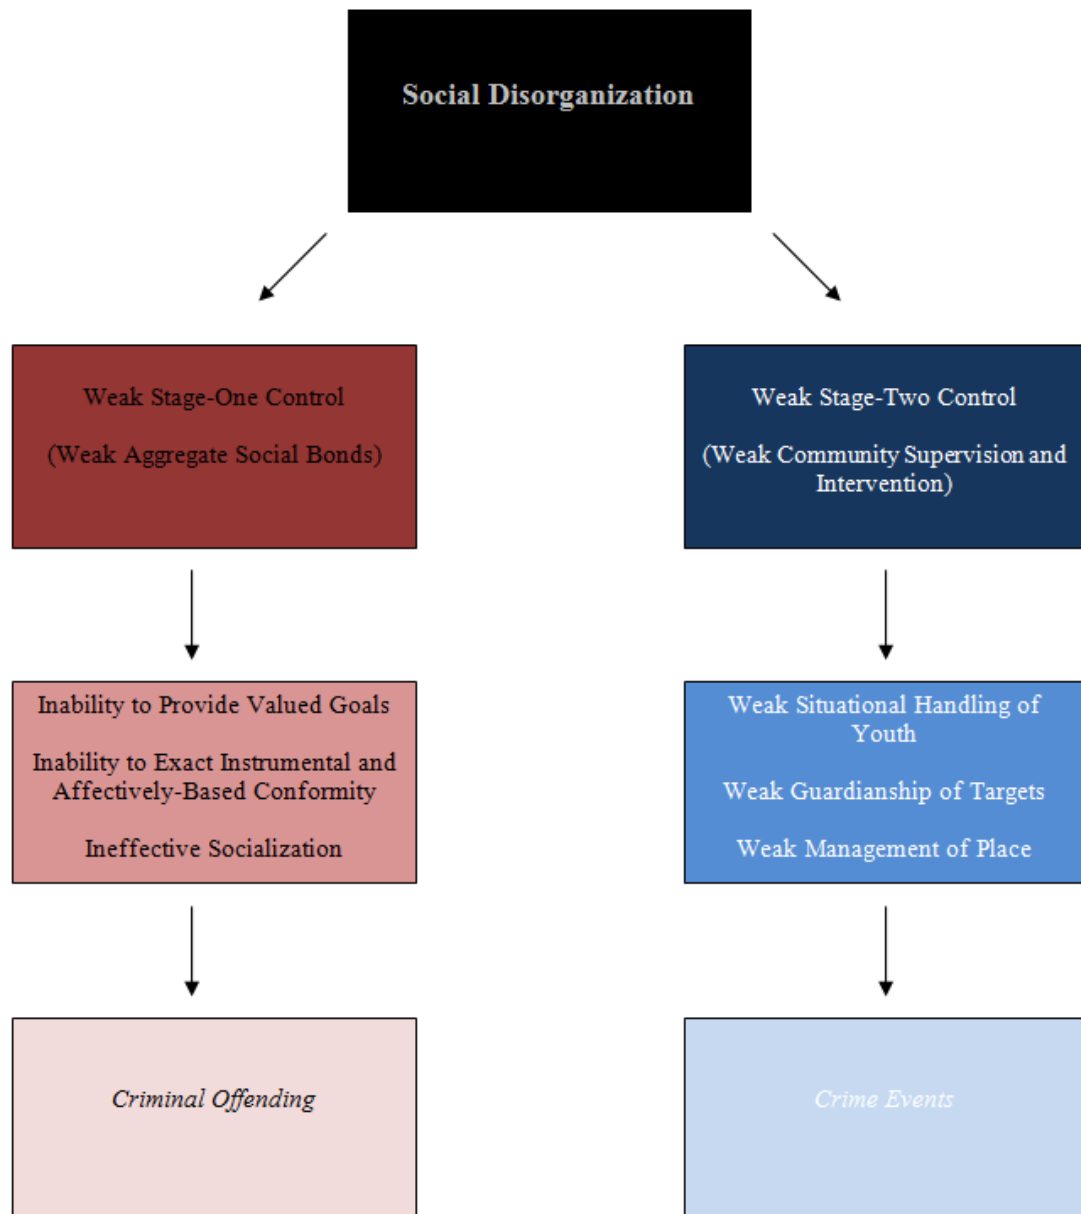 Social Disorganization
Weak Stage-One Control
(Weak Aggregate Social Bonds)
Weak Stage-Two Control
(Weak Community Supervision and
Intervention)
Inability to Provide Valued Goals
Inability to Exact Instrumental and
Affectively-Based Conformity
Ineffective Socialization
Weak Situational Handling of
Youth
Weak Guardianship of Targets
Weak Management of Place
Criminal Offending
Crime Events